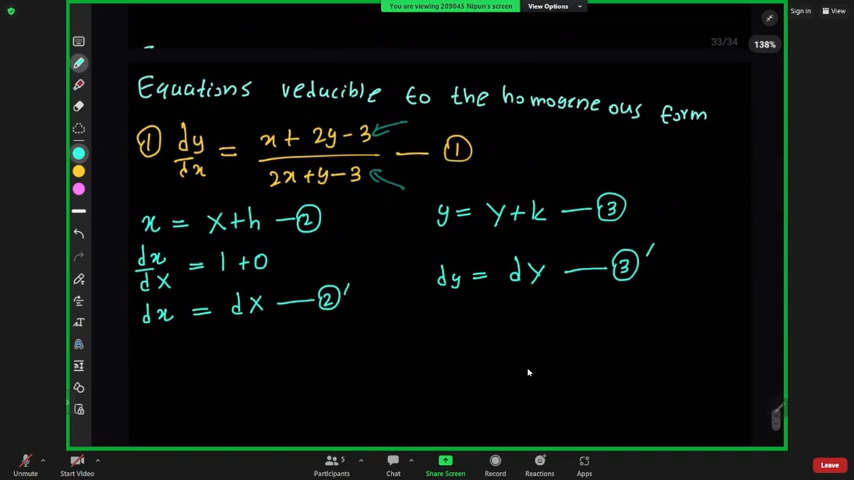 You are viewing 209045 Nipun's screen
View Options
Sign in
View
33/34
138%
Equations reducible to the homogeneous form
① dy/dx = (x + 2y - 3)/(2x + y - 3) — ①
x = X + h — ②
y = Y + k — ③
dx/dX = 1 + 0
dy = dY — ③'
dx = dX — ②'
Unmute
Start Video
Participants
5
Chat
Share Screen
Record
Reactions
Apps
Leave